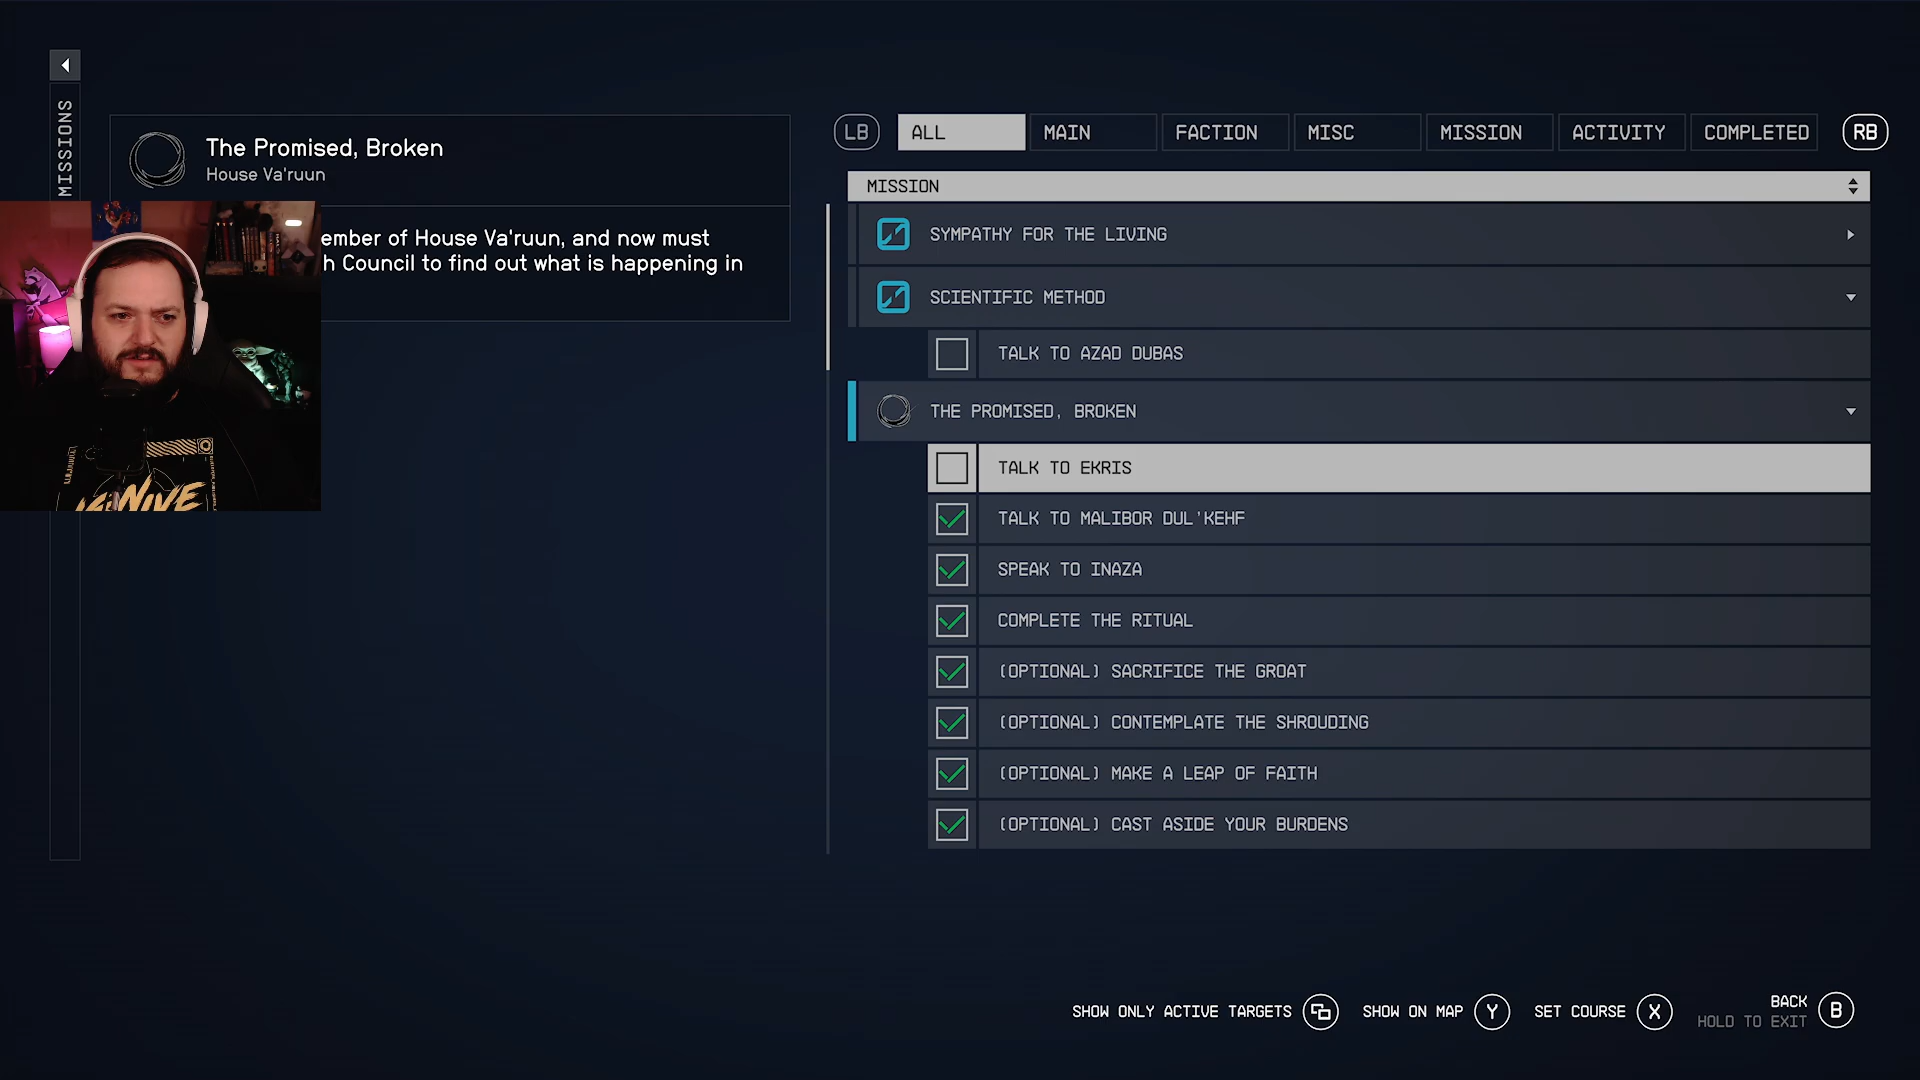 MISSIONS
The Promised, Broken
House Va'ruun
ember of House Va'ruun, and now must
h Council to find out what is happening in
LB
ALL
MAIN
FACTION
MISC
MISSION
ACTIVITY
COMPLETED
RB
MISSION
SYMPATHY FOR THE LIVING
SCIENTIFIC METHOD
TALK TO AZAD DUBAS
THE PROMISED, BROKEN
TALK TO EKRIS
TALK TO MALIBOR DUL'KEHF
SPEAK TO INAZA
COMPLETE THE RITUAL
(OPTIONAL) SACRIFICE THE GROAT
(OPTIONAL) CONTEMPLATE THE SHROUDING
(OPTIONAL) MAKE A LEAP OF FAITH
(OPTIONAL) CAST ASIDE YOUR BURDENS
SHOW ONLY ACTIVE TARGETS
SHOW ON MAP Y
SET COURSE X
BACK B
HOLD TO EXIT